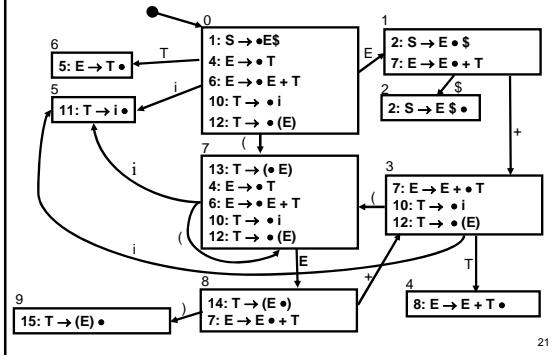 0
1: S → •E$
4: E → • T
6: E → • E + T
10: T → • i
12: T → • (E)
1
2: S → E • $
7: E → E • + T
E
$
2
2: S → E $ •
+
6
5: E → T •
T
5
11: T → i •
i
(
7
13: T → (• E)
4: E → • T
6: E → • E + T
10: T → • i
12: T → • (E)
i
(
(
3
7: E → E + • T
10: T → • i
12: T → • (E)
i
E
+
T
8
14: T → (E •)
7: E → E • + T
4
8: E → E + T •
9
15: T → (E) •
)
21